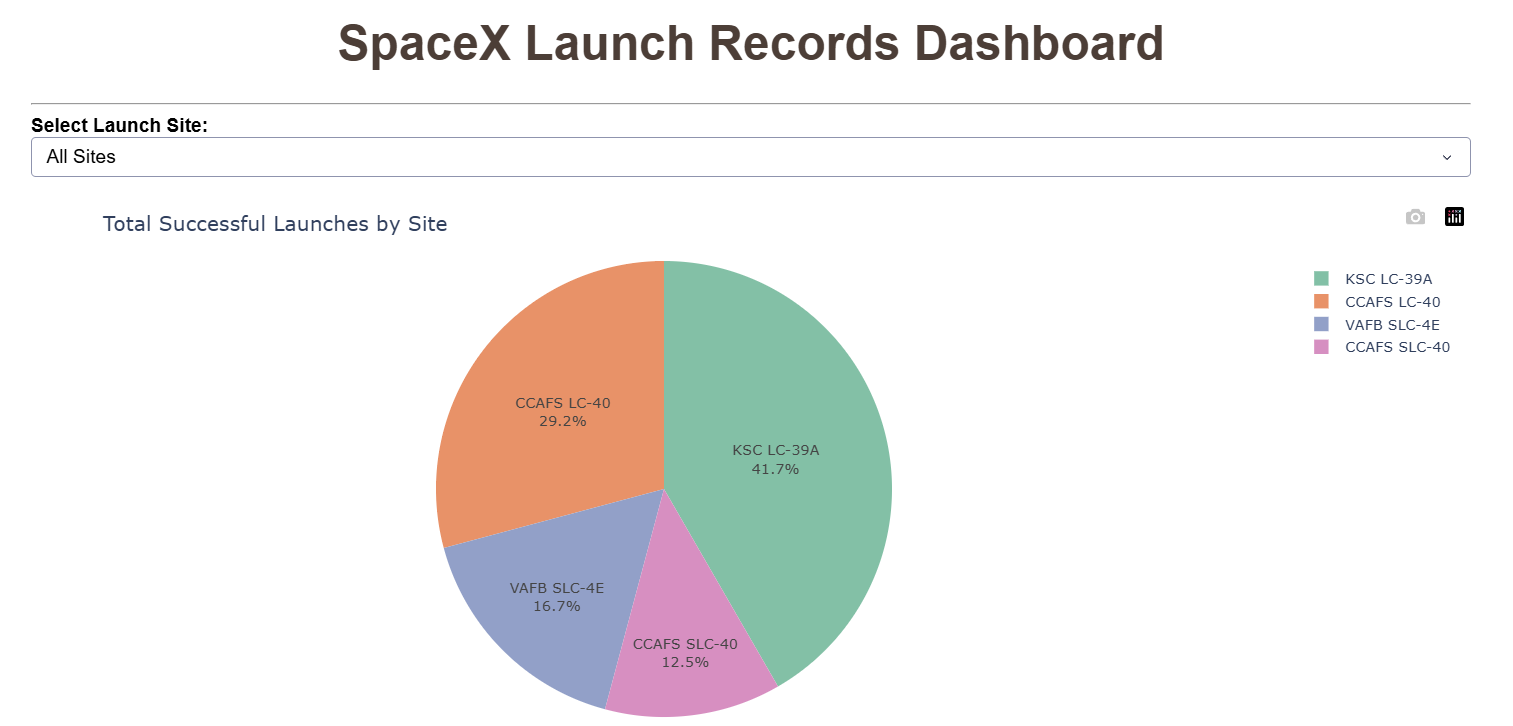 SpaceX Launch Records Dashboard
Select Launch Site:
All Sites
Total Successful Launches by Site
KSC LC-39A
CCAFS LC-40
VAFB SLC-4E
CCAFS SLC-40
CCAFS LC-40
29.2%
KSC LC-39A
41.7%
VAFB SLC-4E
16.7%
CCAFS SLC-40
12.5%